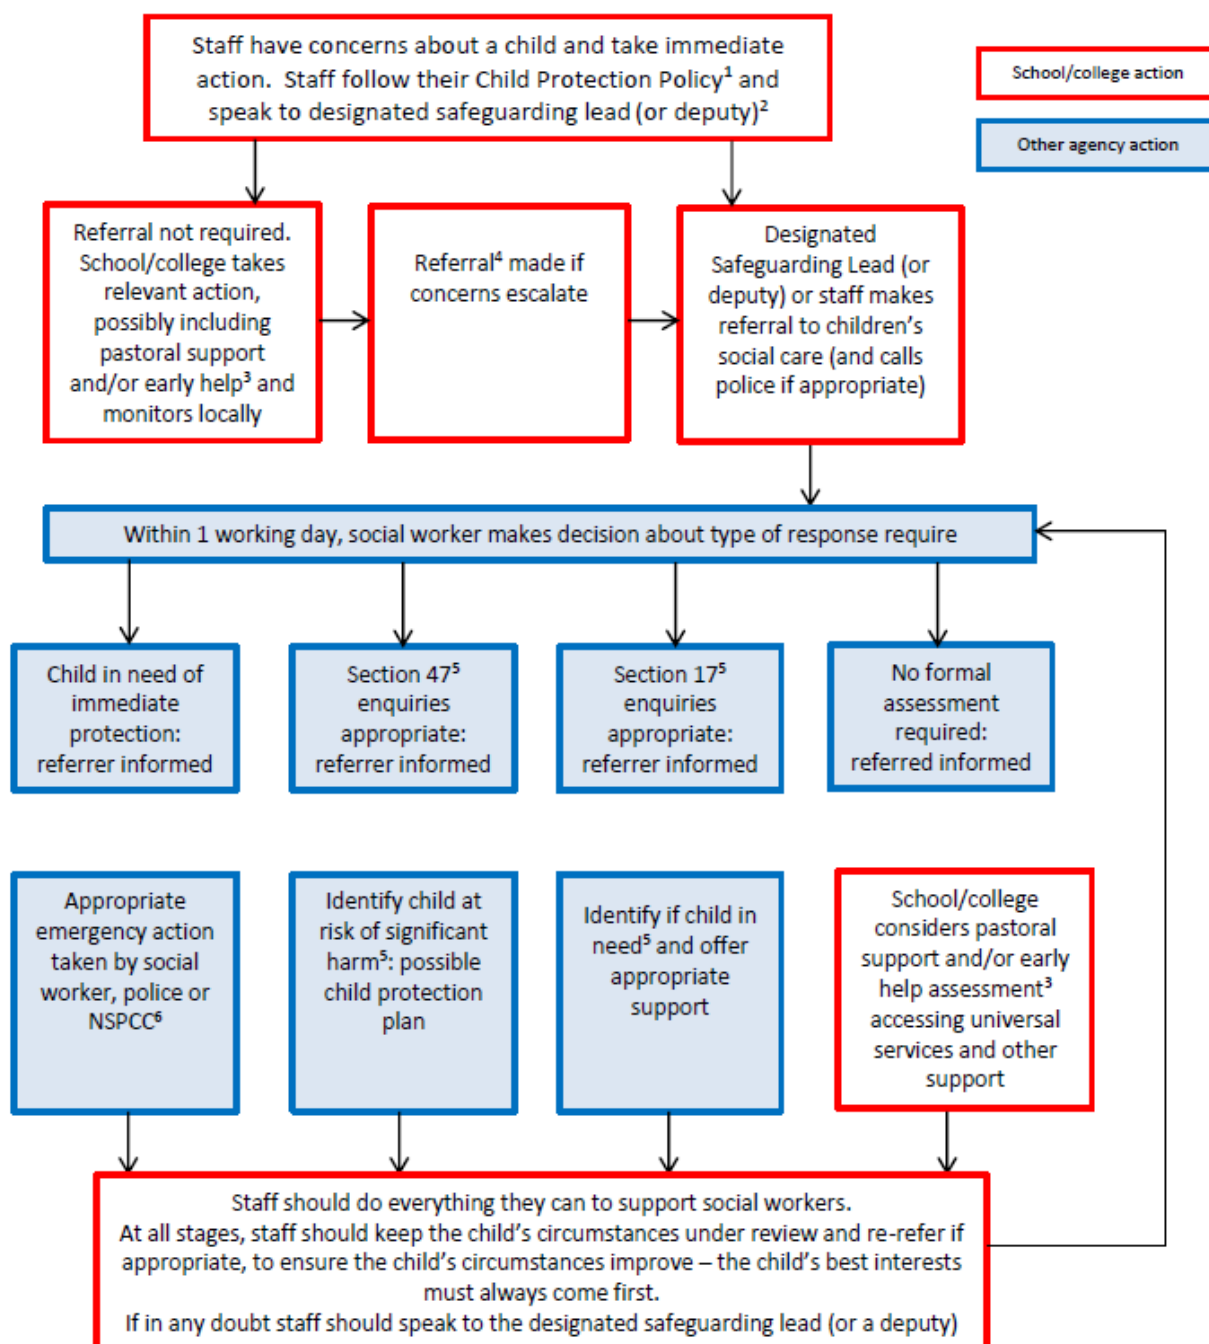 Staff have concerns about a child and take immediate
action.  Staff follow their Child Protection Policy¹ and
speak to designated safeguarding lead (or deputy)²
School/college action
Other agency action
Referral not required.
School/college takes
relevant action,
possibly including
pastoral support
and/or early help³ and
monitors locally
Referral⁴ made if
concerns escalate
Designated
Safeguarding Lead (or
deputy) or staff makes
referral to children’s
social care (and calls
police if appropriate)
Within 1 working day, social worker makes decision about type of response require
Child in need of
immediate
protection:
referrer informed
Section 47⁵
enquiries
appropriate:
referrer informed
Section 17⁵
enquiries
appropriate:
referrer informed
No formal
assessment
required:
referred informed
Appropriate
emergency action
taken by social
worker, police or
NSPCC⁶
Identify child at
risk of significant
harm⁵: possible
child protection
plan
Identify if child in
need⁵ and offer
appropriate
support
School/college
considers pastoral
support and/or early
help assessment³
accessing universal
services and other
support
Staff should do everything they can to support social workers.
At all stages, staff should keep the child’s circumstances under review and re-refer if
appropriate, to ensure the child’s circumstances improve – the child’s best interests
must always come first.
If in any doubt staff should speak to the designated safeguarding lead (or a deputy)